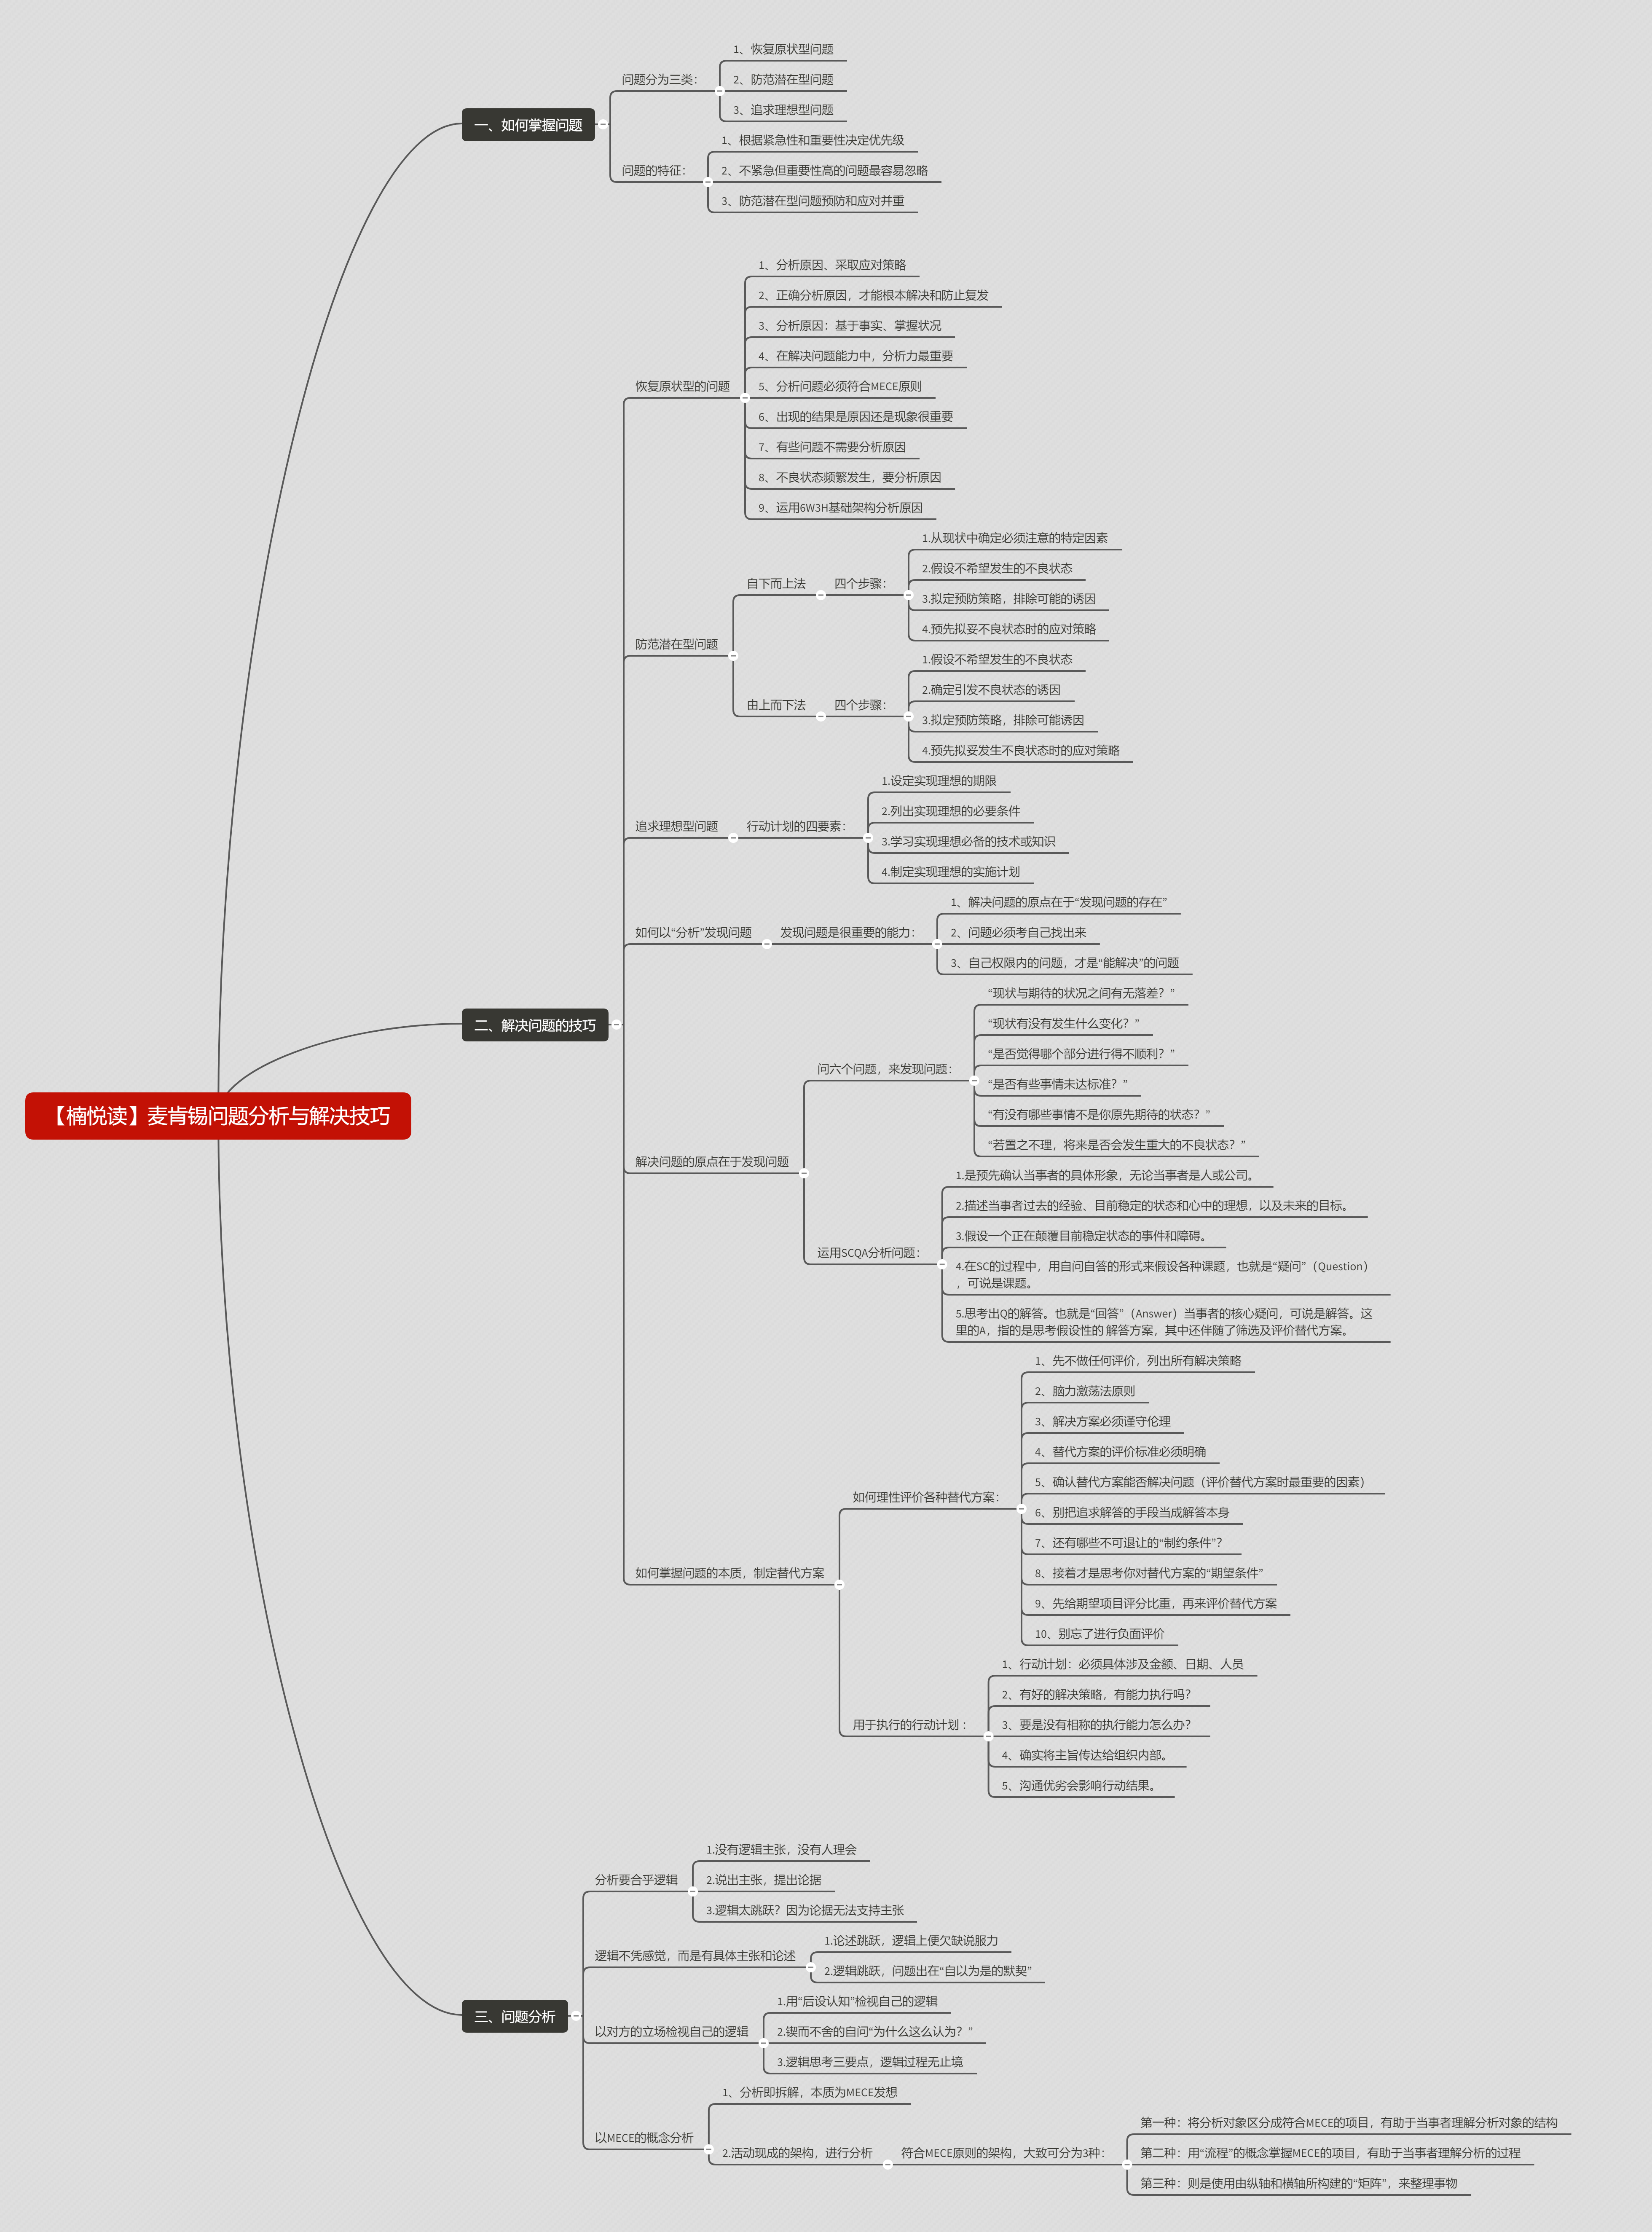 【楠悦读】麦肯锡问题分析与解决技巧
一、如何掌握问题
问题分为三类：
1、恢复原状型问题
2、防范潜在型问题
3、追求理想型问题
问题的特征：
1、根据紧急性和重要性决定优先级
2、不紧急但重要性高的问题最容易忽略
3、防范潜在型问题预防和应对并重
二、解决问题的技巧
恢复原状型的问题
1、分析原因、采取应对策略
2、正确分析原因，才能根本解决和防止复发
3、分析原因：基于事实、掌握状况
4、在解决问题能力中，分析力最重要
5、分析问题必须符合MECE原则
6、出现的结果是原因还是现象很重要
7、有些问题不需要分析原因
8、不良状态频繁发生，要分析原因
9、运用6W3H基础架构分析原因
防范潜在型问题
自下而上法
四个步骤：
1.从现状中确定必须注意的特定因素
2.假设不希望发生的不良状态
3.拟定预防策略，排除可能的诱因
4.预先拟妥不良状态时的应对策略
由上而下法
四个步骤：
1.假设不希望发生的不良状态
2.确定引发不良状态的诱因
3.拟定预防策略，排除可能诱因
4.预先拟妥发生不良状态时的应对策略
追求理想型问题
行动计划的四要素：
1.设定实现理想的期限
2.列出实现理想的必要条件
3.学习实现理想必备的技术或知识
4.制定实现理想的实施计划
如何以“分析”发现问题
发现问题是很重要的能力：
1、解决问题的原点在于“发现问题的存在”
2、问题必须考自己找出来
3、自己权限内的问题，才是“能解决”的问题
解决问题的原点在于发现问题
问六个问题，来发现问题：
“现状与期待的状况之间有无落差？”
“现状有没有发生什么变化？”
“是否觉得哪个部分进行得不顺利？”
“是否有些事情未达标准？”
“有没有哪些事情不是你原先期待的状态？”
“若置之不理，将来是否会发生重大的不良状态？”
运用SCQA分析问题：
1.是预先确认当事者的具体形象，无论当事者是人或公司。
2.描述当事者过去的经验、目前稳定的状态和心中的理想，以及未来的目标。
3.假设一个正在颠覆目前稳定状态的事件和障碍。
4.在SC的过程中，用自问自答的形式来假设各种课题，也就是“疑问”（Question）
，可说是课题。
5.思考出Q的解答。也就是“回答”（Answer）当事者的核心疑问，可说是解答。这
里的A，指的是思考假设性的 解答方案，其中还伴随了筛选及评价替代方案。
如何掌握问题的本质，制定替代方案
如何理性评价各种替代方案：
1、先不做任何评价，列出所有解决策略
2、脑力激荡法原则
3、解决方案必须谨守伦理
4、替代方案的评价标准必须明确
5、确认替代方案能否解决问题（评价替代方案时最重要的因素）
6、别把追求解答的手段当成解答本身
7、还有哪些不可退让的“制约条件”？
8、接着才是思考你对替代方案的“期望条件”
9、先给期望项目评分比重，再来评价替代方案
10、别忘了进行负面评价
用于执行的行动计划：
1、行动计划：必须具体涉及金额、日期、人员
2、有好的解决策略，有能力执行吗？
3、要是没有相称的执行能力怎么办？
4、确实将主旨传达给组织内部。
5、沟通优劣会影响行动结果。
三、问题分析
分析要合乎逻辑
1.没有逻辑主张，没有人理会
2.说出主张，提出论据
3.逻辑太跳跃？因为论据无法支持主张
逻辑不凭感觉，而是有具体主张和论述
1.论述跳跃，逻辑上便欠缺说服力
2.逻辑跳跃，问题出在“自以为是的默契”
以对方的立场检视自己的逻辑
1.用“后设认知”检视自己的逻辑
2.锲而不舍的自问“为什么这么认为？”
3.逻辑思考三要点，逻辑过程无止境
以MECE的概念分析
1、分析即拆解，本质为MECE发想
2.活动现成的架构，进行分析
符合MECE原则的架构，大致可分为3种：
第一种：将分析对象区分成符合MECE的项目，有助于当事者理解分析对象的结构
第二种：用“流程”的概念掌握MECE的项目，有助于当事者理解分析的过程
第三种：则是使用由纵轴和横轴所构建的“矩阵”，来整理事物